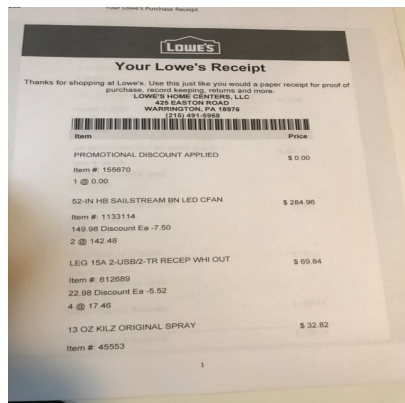 Your Lowe's Purchase Receipt
LOWE'S
Your Lowe's Receipt
Thanks for shopping at Lowe's. Use this just like you would a paper receipt for proof of
purchase, record keeping, returns and more.
LOWE'S HOME CENTERS, LLC
425 EASTON ROAD
WARRINGTON, PA 18976
(215) 491-5968
Item Price
PROMOTIONAL DISCOUNT APPLIED $ 0.00
Item #: 155670
1 @ 0.00
52-IN HB SAILSTREAM BN LED CFAN $ 284.96
Item #: 1133114
149.98 Discount Ea -7.50
2 @ 142.48
LEG 15A 2-USB/2-TR RECEP WHI OUT $ 69.84
Item #: 612689
22.98 Discount Ea -5.52
4 @ 17.46
13 OZ KILZ ORIGINAL SPRAY $ 32.82
Item #: 45553
1